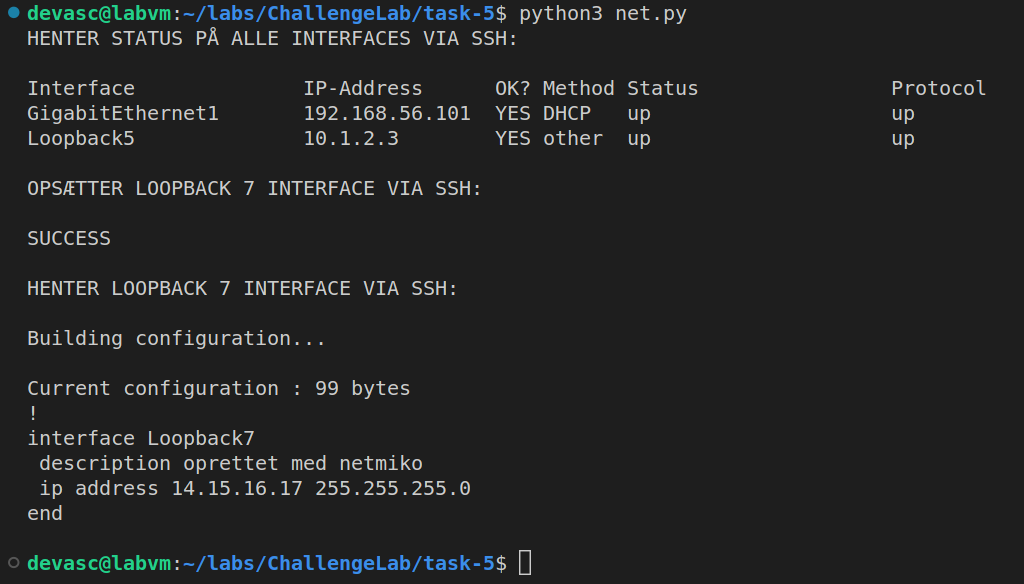 devasc@labvm:~/labs/ChallengeLab/task-5$ python3 net.py
HENTER STATUS PÅ ALLE INTERFACES VIA SSH:
Interface              IP-Address      OK? Method Status                Protocol
GigabitEthernet1       192.168.56.101  YES DHCP   up                    up
Loopback5              10.1.2.3        YES other  up                    up
OPSÆTTER LOOPBACK 7 INTERFACE VIA SSH:
SUCCESS
HENTER LOOPBACK 7 INTERFACE VIA SSH:
Building configuration...
Current configuration : 99 bytes
!
interface Loopback7
 description oprettet med netmiko
 ip address 14.15.16.17 255.255.255.0
end
devasc@labvm:~/labs/ChallengeLab/task-5$